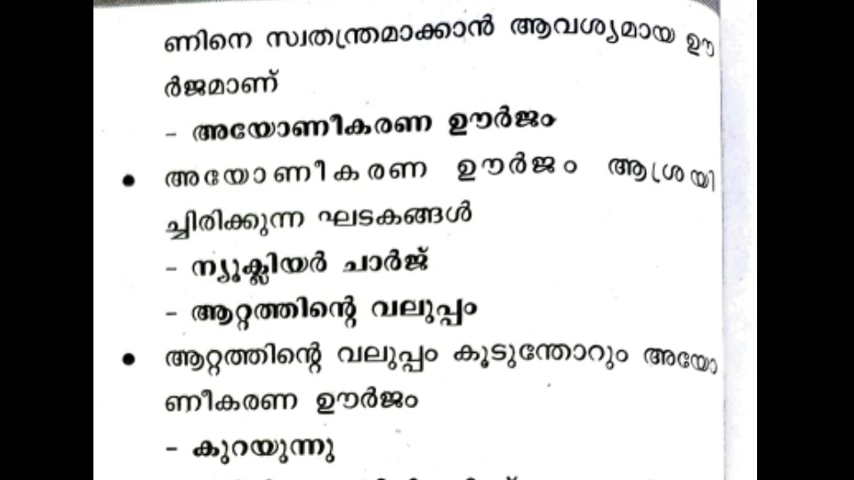 ണിനെ സ്വതന്ത്രമാക്കാൻ ആവശ്യമായ ഊ
ർജമാണ്
- അയോണീകരണ ഊർജം
• അയോണീകരണ ഊർജം ആശ്രയി
ച്ചിരിക്കുന്ന ഘടകങ്ങൾ
- ന്യൂക്ലിയർ ചാർജ്
- ആറ്റത്തിന്റെ വലുപ്പം
• ആറ്റത്തിന്റെ വലുപ്പം കൂടുന്തോറും അയോ
ണീകരണ ഊർജം
- കുറയുന്നു